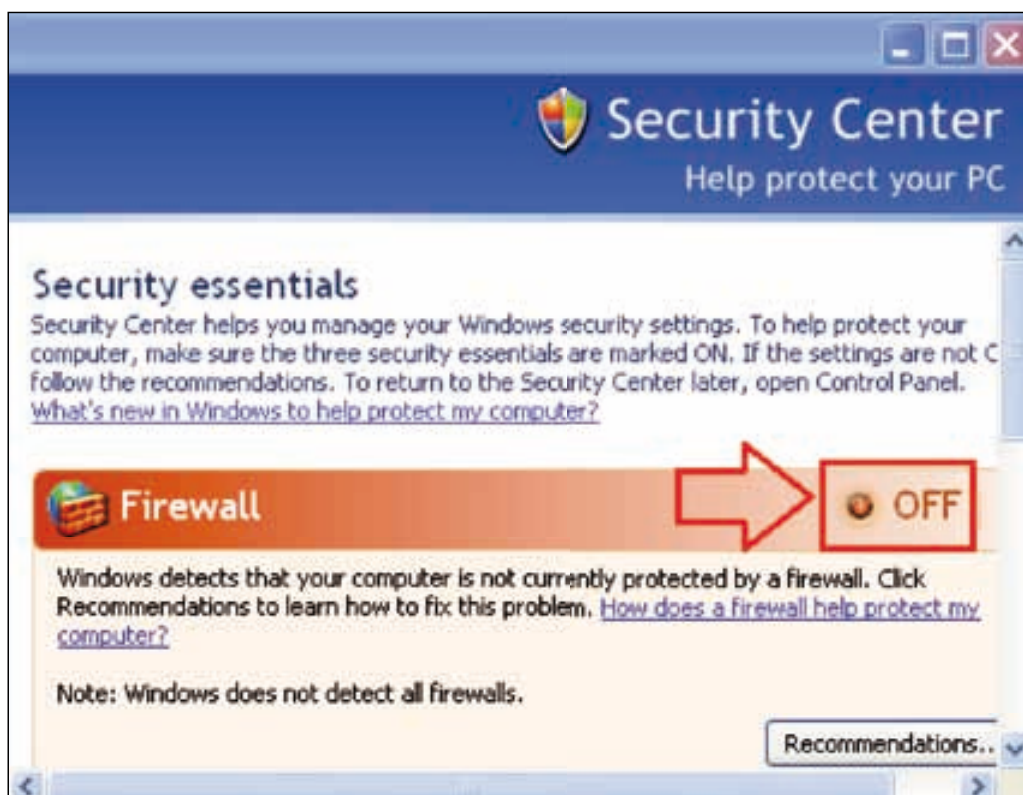 Security Center
Help protect your PC
Security essentials
Security Center helps you manage your Windows security settings. To help protect your
computer, make sure the three security essentials are marked ON. If the settings are not
follow the recommendations. To return to the Security Center later, open Control Panel.
What's new in Windows to help protect my computer?
Firewall
OFF
Windows detects that your computer is not currently protected by a firewall. Click
Recommendations to learn how to fix this problem. How does a firewall help protect my
computer?
Note: Windows does not detect all firewalls.
Recommendations..